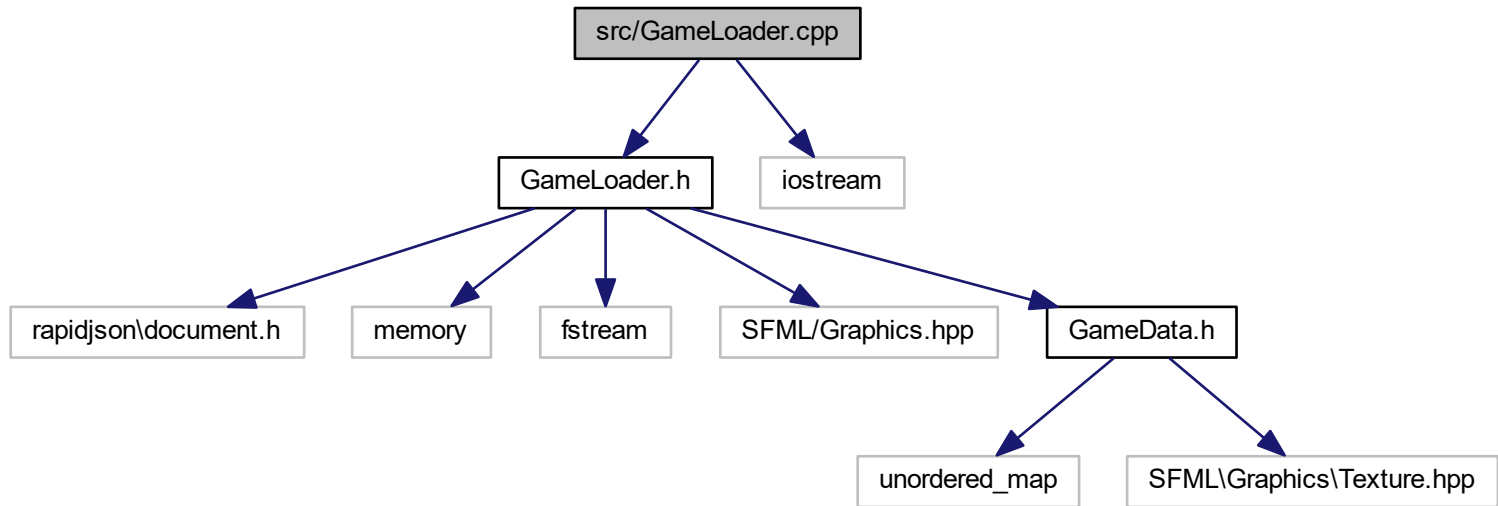 src/GameLoader.cpp
GameLoader.h
iostream
rapidjson\document.h
memory
fstream
SFML/Graphics.hpp
GameData.h
unordered_map
SFML\Graphics\Texture.hpp